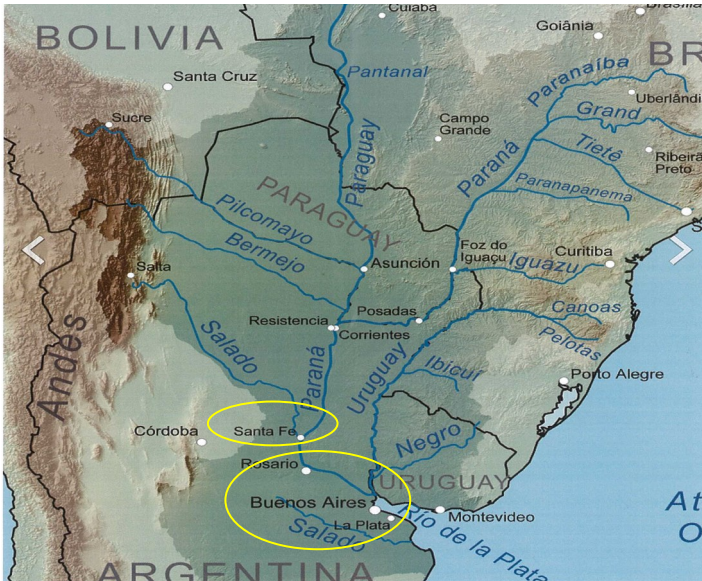 Cuiabá
Goiânia
Brasília
BOLIVIA
BR
Santa Cruz
Pantanal
Paranaíba
Uberlândi
Sucre
Campo
Grande
Grand
Tietê
Ribeirã
Preto
Paraguay
Paraná
PARAGUAY
Paranapanema
Pilcomayo
S
Bermejo
Foz do
Iguaçu
Curitiba
Iguazu
Asunción
Salta
Posadas
Canoas
Resistencia
Corrientes
Salado
Pelotas
Andes
Paraná
Uruguay
Ibicuí
Porto Alegre
Córdoba
Santa Fe
Negro
Rosario
URUGUAY
Buenos Aires
At
Montevideo
La Plata
Salado
Río de la Plata
O
ARGENTINA